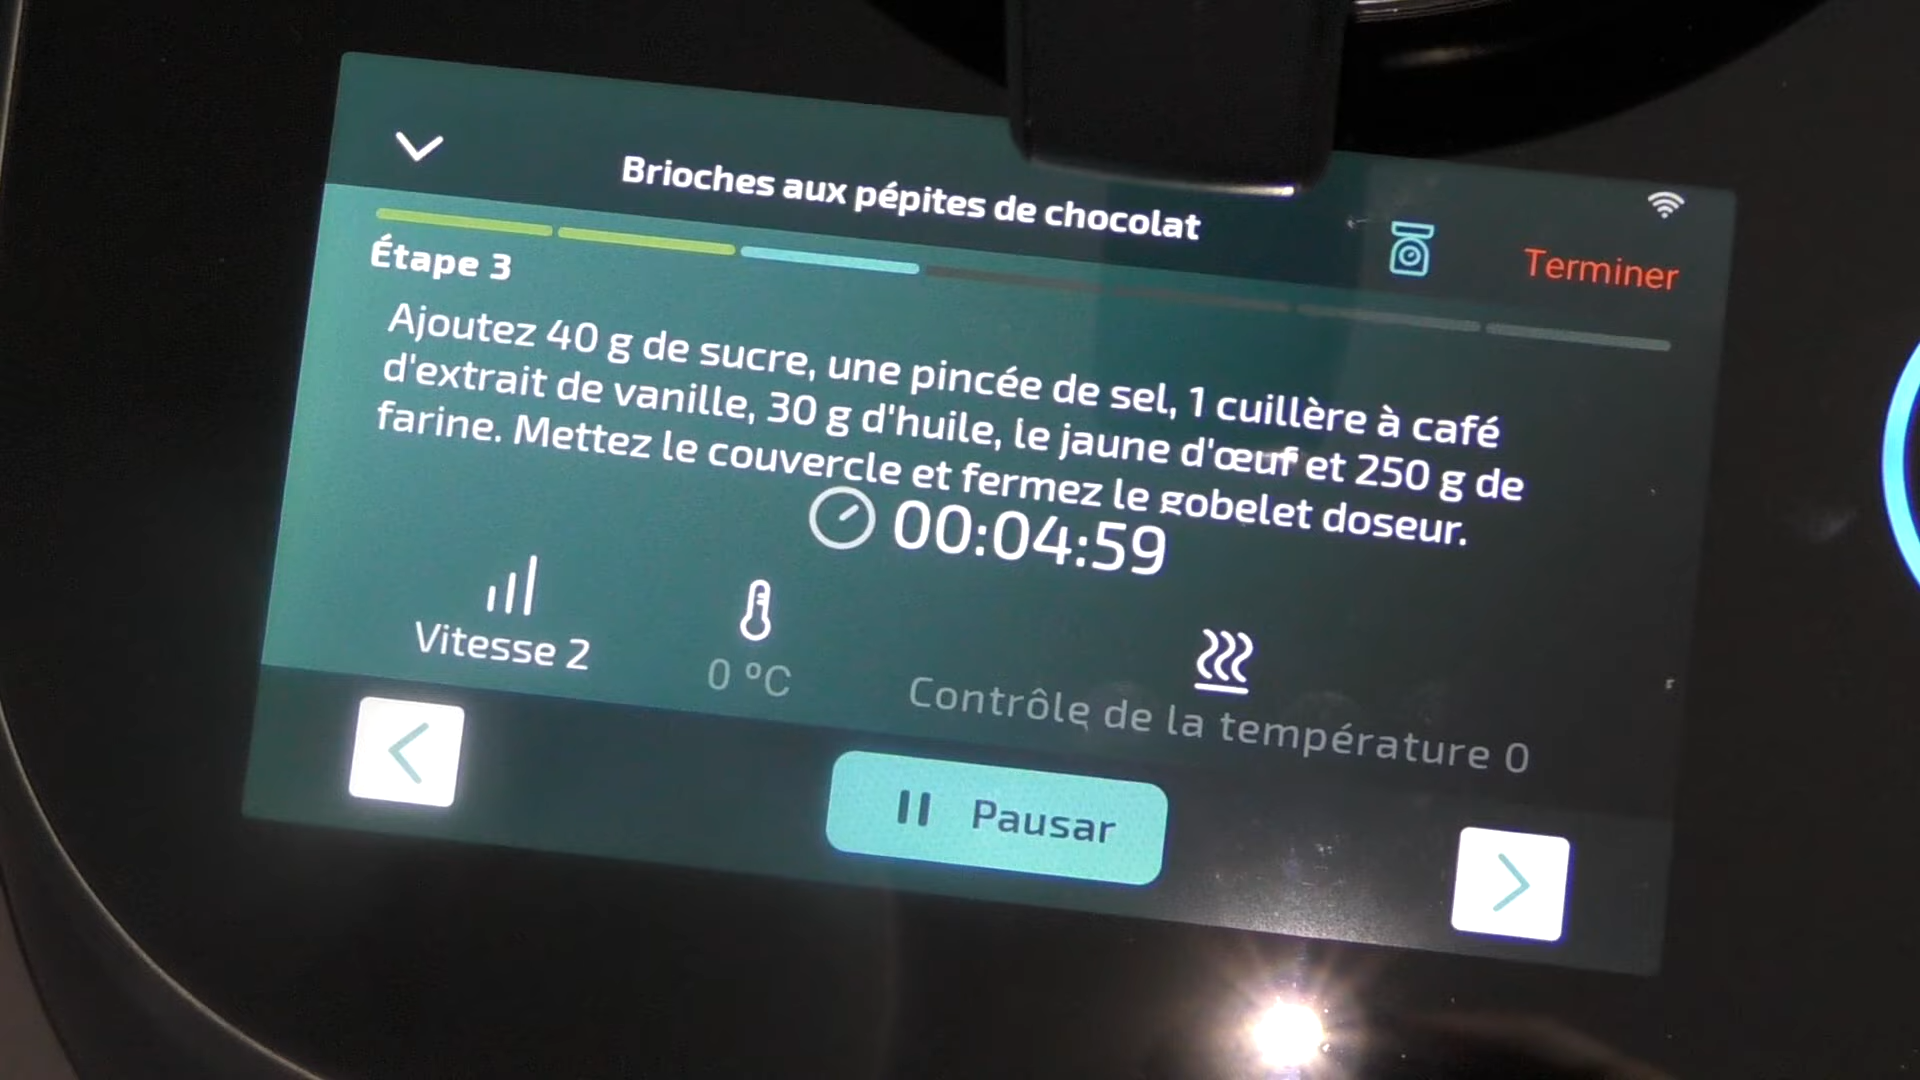 Brioches aux pépites de chocolat
Terminer
Étape 3
Ajoutez 40 g de sucre, une pincée de sel, 1 cuillère à café
d'extrait de vanille, 30 g d'huile, le jaune d'œuf et 250 g de
farine. Mettez le couvercle et fermez le gobelet doseur.
00:04:59
Vitesse 2
0 °C
Contrôle de la température 0
Pausar